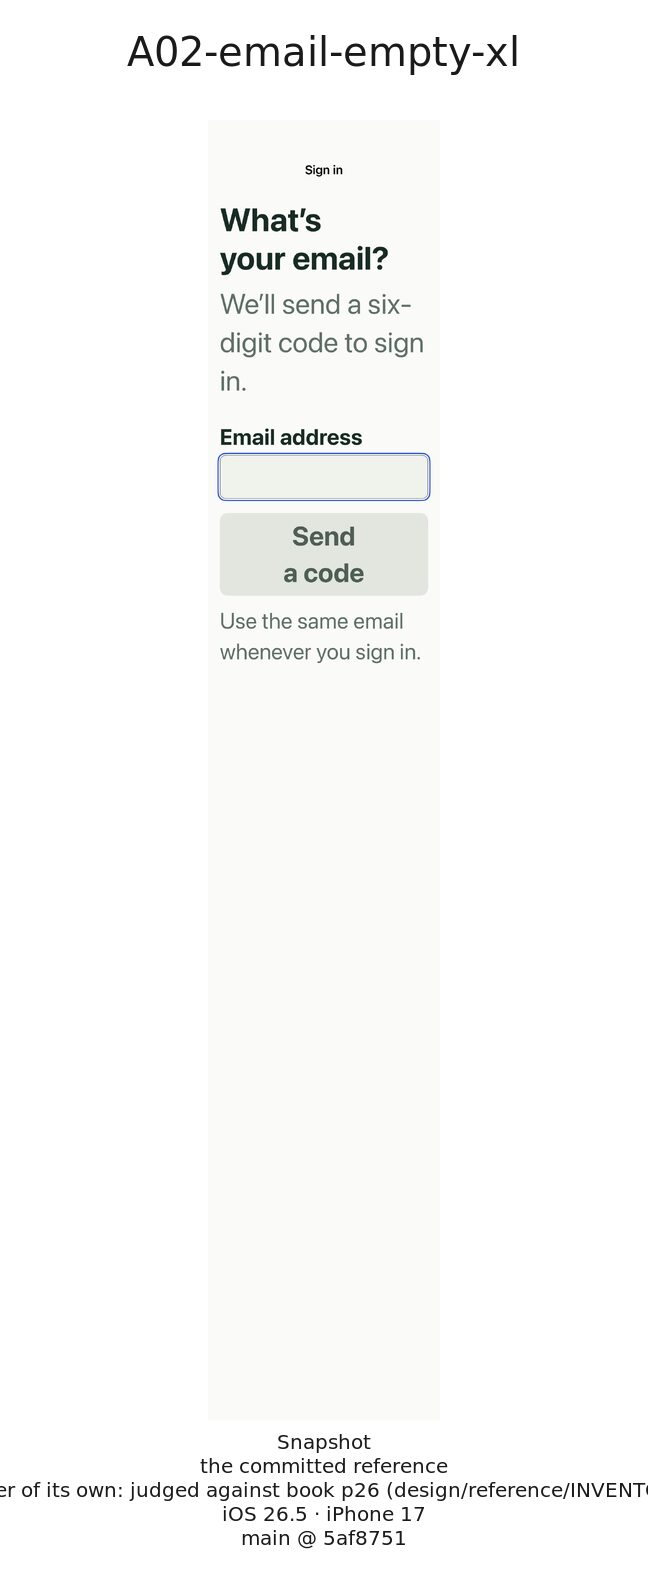 A02-email-empty-xl
Sign in
What’s
your email?
We’ll send a six-
digit code to sign
in.
Email address
Send
a code
Use the same email
whenever you sign in.
Snapshot
the committed reference
of its own: judged against book p26 (design/reference/
iOS 26.5 · iPhone 17
main @ 5af8751